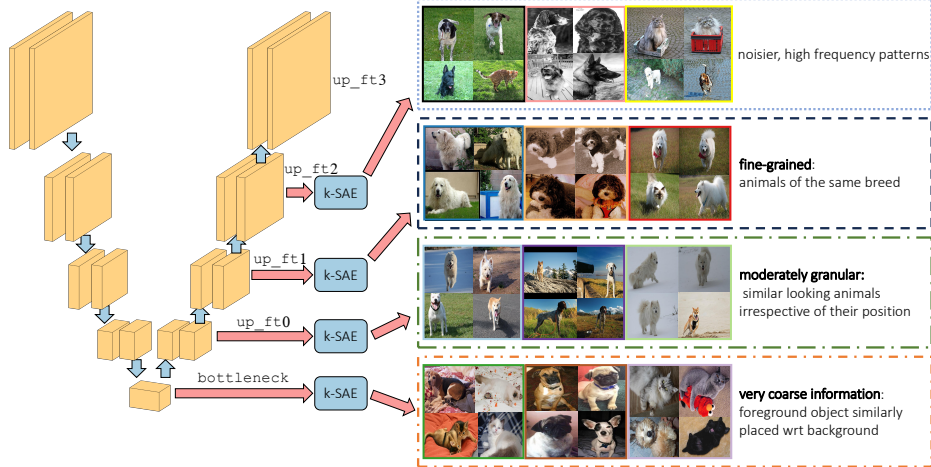 up_ft3
noisier, high frequency patterns
up_ft2
k-SAE
fine-grained:
animals of the same breed
up_ft1
k-SAE
moderately granular:
similar looking animals
irrespective of their position
up_ft0
k-SAE
bottleneck
k-SAE
very coarse information:
foreground object similarly
placed wrt background